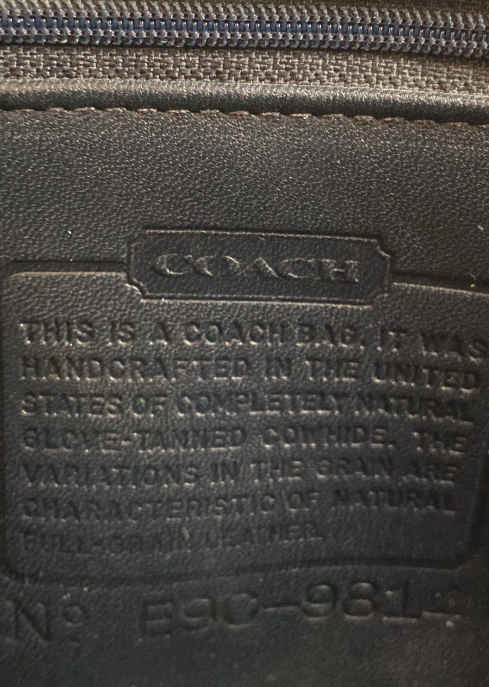 COACH
THIS IS A COACH BAG. IT WAS
HANDCRAFTED IN THE UNITED
STATES OF COMPLETELY NATURAL
GLOVE-TANNED COWHIDE. THE
VARIATIONS IN THE GRAIN ARE
CHARACTERISTIC OF NATURAL
FULL-GRAIN LEATHER.
Nº